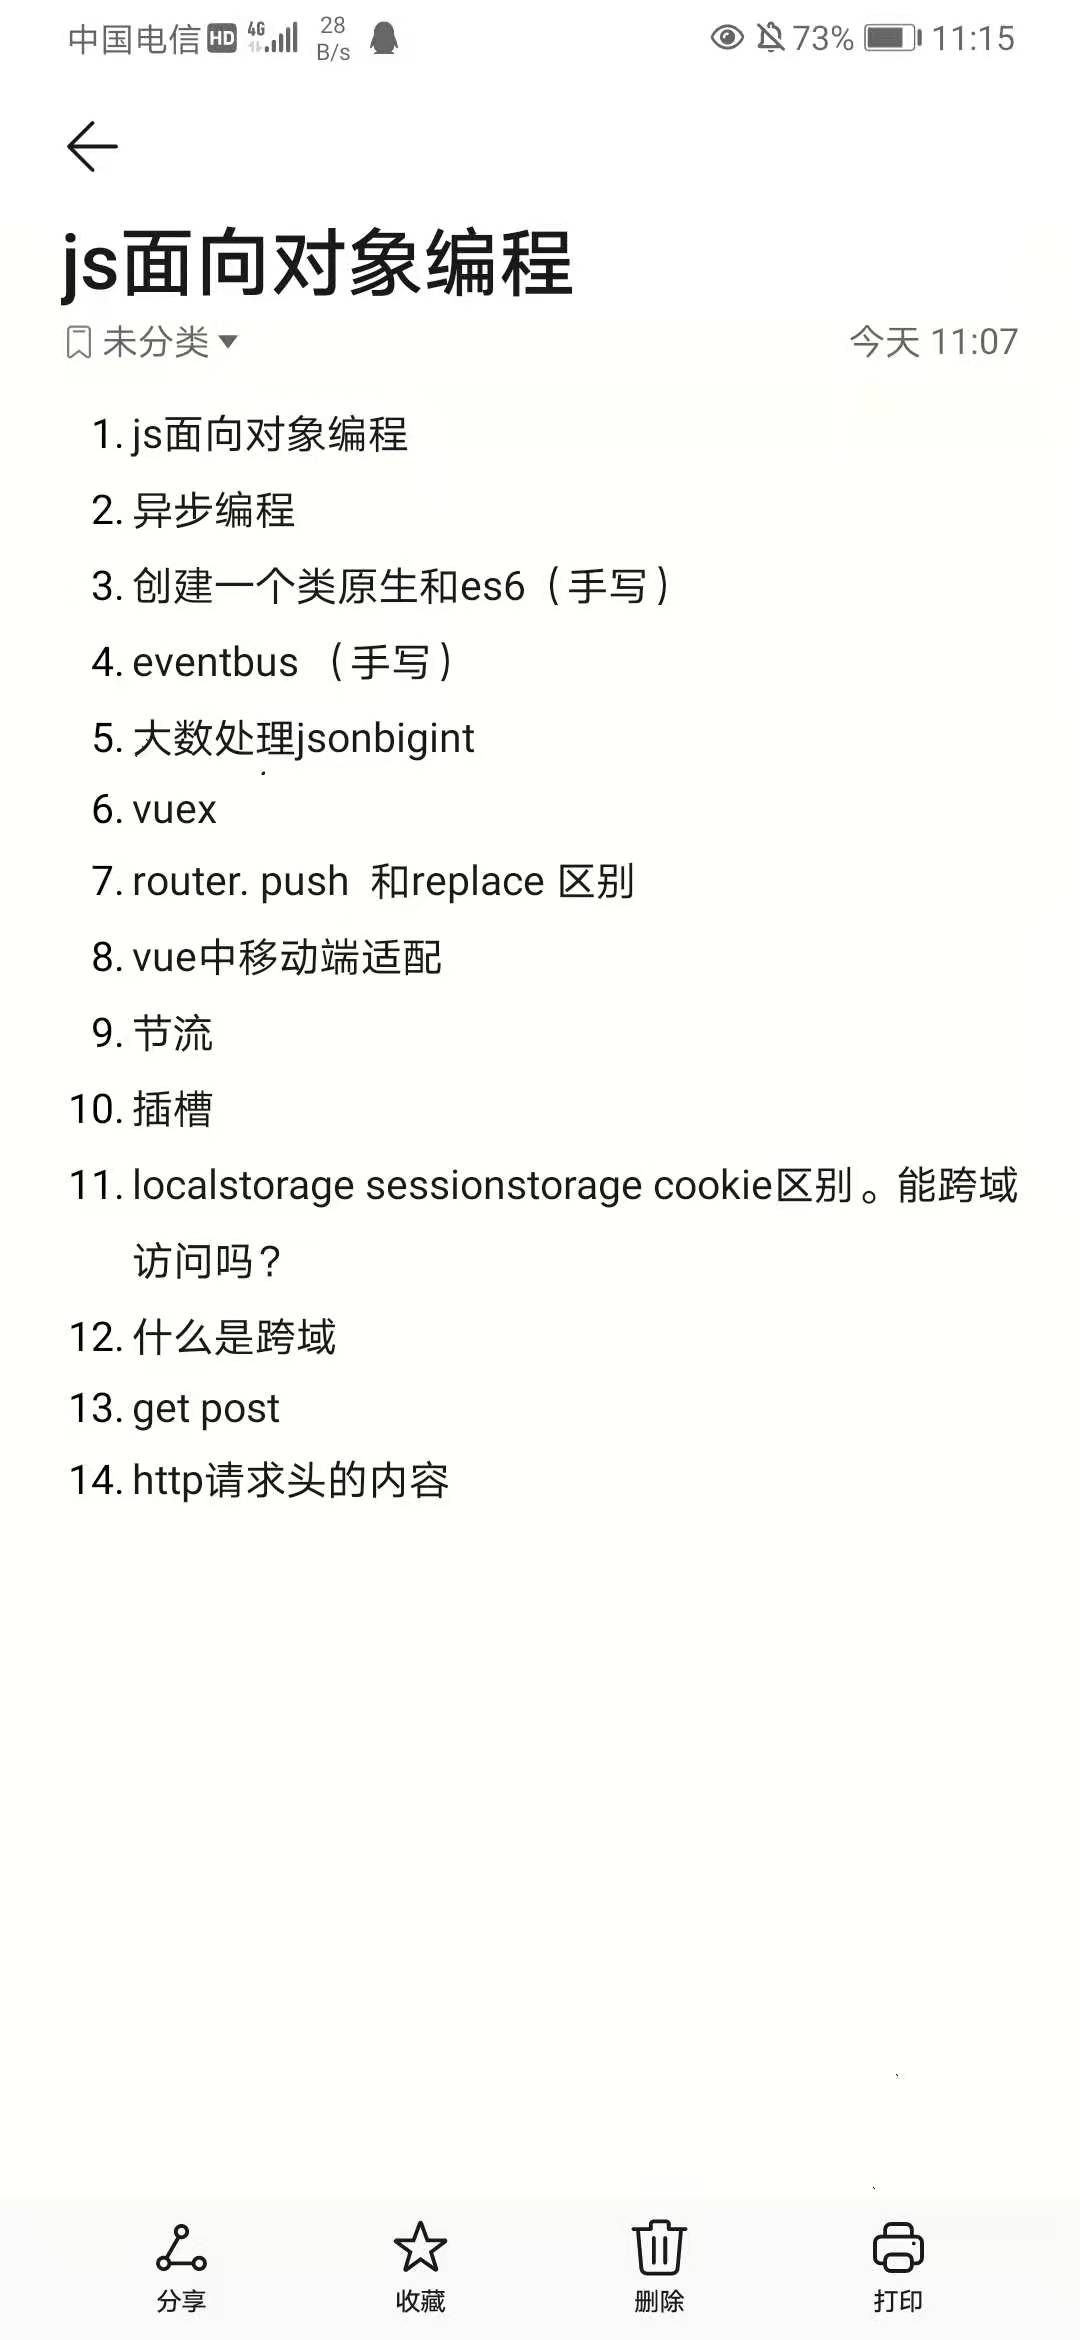 中国电信 HD 4G 28 B/s 73% 11:15
js面向对象编程
未分类 今天 11:07
1. js面向对象编程
2. 异步编程
3. 创建一个类原生和es6（手写）
4. eventbus （手写）
5. 大数处理jsonbigint
6. vuex
7. router. push 和replace 区别
8. vue中移动端适配
9. 节流
10. 插槽
11. localstorage sessionstorage cookie区别。能跨域
访问吗?
12. 什么是跨域
13. get post
14. http请求头的内容
分享 收藏 删除 打印